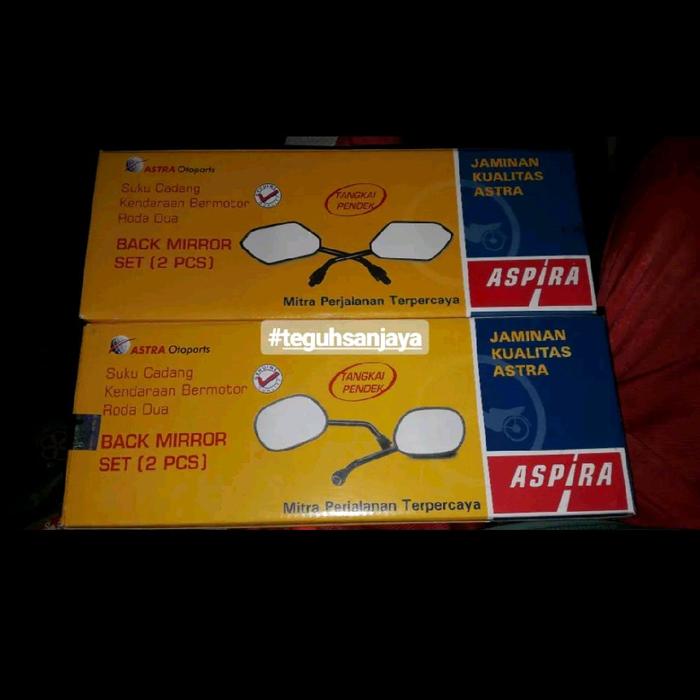 ASTRA Otoparts
Suku Cadang
Kendaraan Bermotor
Roda Dua
BACK MIRROR
SET (2 PCS)
TANGKAI
PENDEK
Mitra Perjalanan Terpercaya
JAMINAN
KUALITAS
ASTRA
ASPIRA
#teguhsanjaya
ASTRA Otoparts
Suku Cadang
Kendaraan Bermotor
Roda Dua
BACK MIRROR
SET (2 PCS)
TANGKAI
PENDEK
Mitra Perjalanan Terpercaya
JAMINAN
KUALITAS
ASTRA
ASPIRA